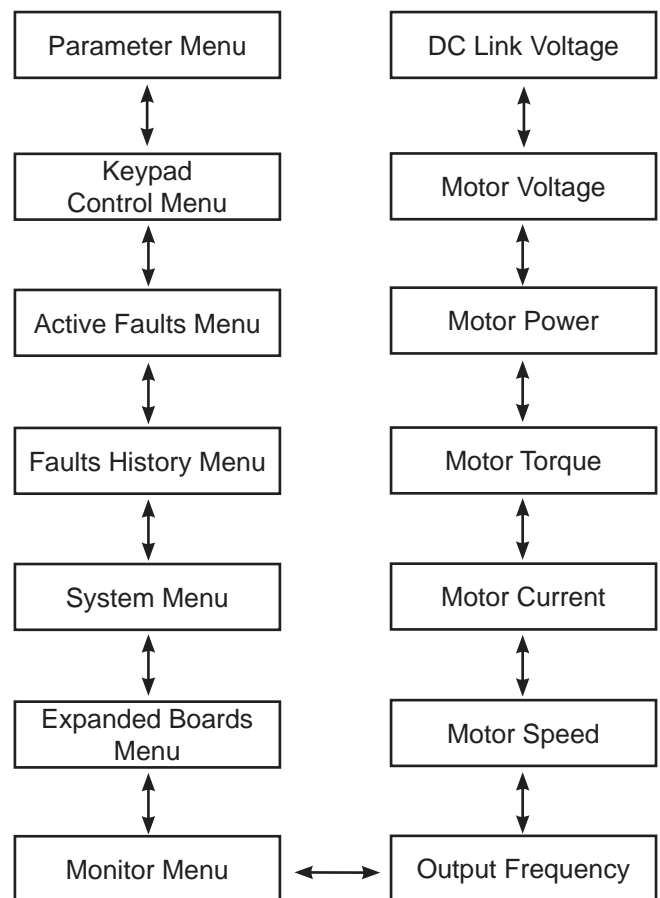 Parameter Menu
Keypad
Control Menu
Active Faults Menu
Faults History Menu
System Menu
Expanded Boards
Menu
Monitor Menu
DC Link Voltage
Motor Voltage
Motor Power
Motor Torque
Motor Current
Motor Speed
Output Frequency